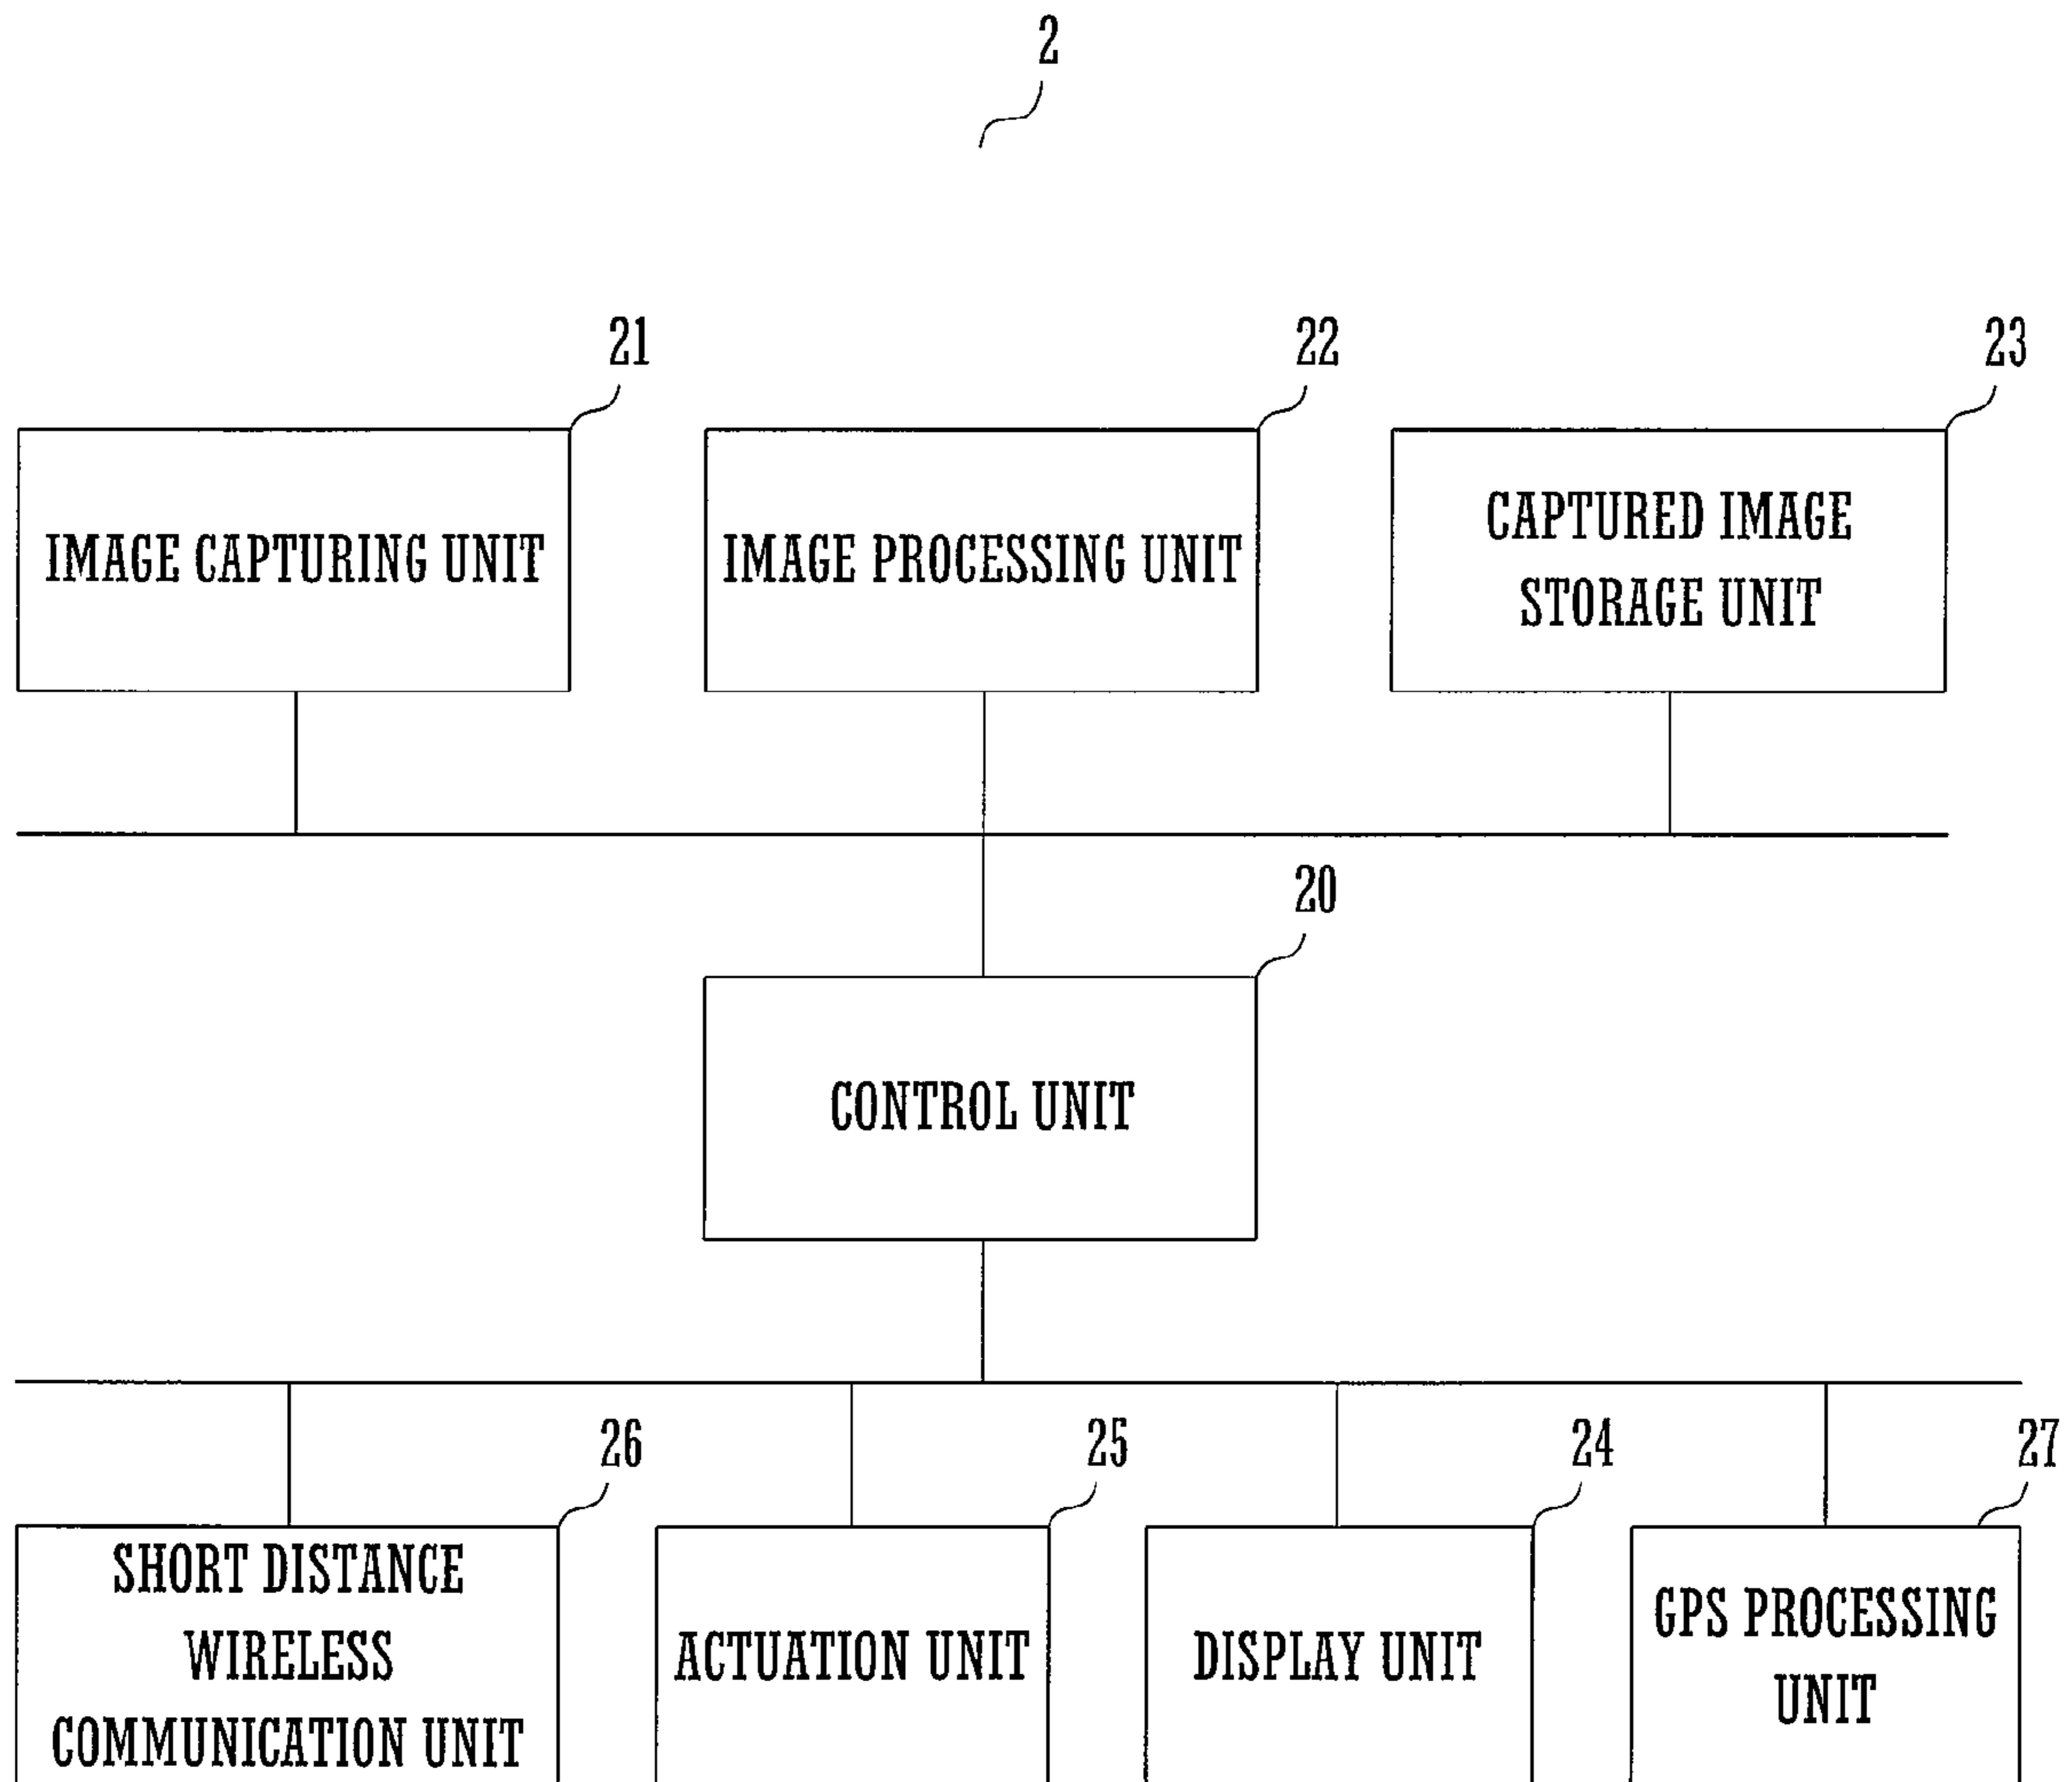 2
21
22
23
IMAGE CAPTURING UNIT
IMAGE PROCESSING UNIT
CAPTURED IMAGE
STORAGE UNIT
20
CONTROL UNIT
26
25
24
27
SHORT DISTANCE
WIRELESS
COMMUNICATION UNIT
ACTUATION UNIT
DISPLAY UNIT
GPS PROCESSING
UNIT